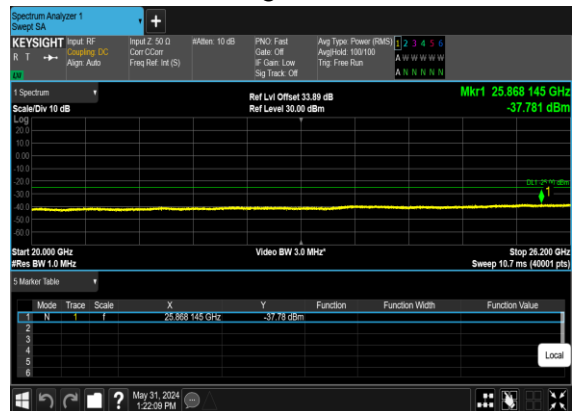 Spectrum Analyzer 1
Swept SA
+
KEYSIGHT Input: RF Input Z: 50 Ω #Atten: 10 dB PNO: Fast Avg Type: Power (RMS) 1 2 3 4 5 6
R T Coupling: DC Corr CCorr Gate: Off Avg|Hold: 100/100 A W W W W W
Align: Auto Freq Ref: Int (S) IF Gain: Low Trig: Free Run
LXI Sig Track: Off A N N N N N
1 Spectrum Ref Lvl Offset 33.89 dB Mkr1 25.868 145 GHz
Scale/Div 10 dB Ref Level 30.00 dBm -37.781 dBm
Log
20.0
10.0
0.00
-10.0
-20.0
-30.0
1
-40.0
-50.0
-60.0
Start 20.000 GHz Video BW 3.0 MHz* Stop 26.200 GHz
#Res BW 1.0 MHz Sweep 10.7 ms (40001 pts)
5 Marker Table
Mode Trace Scale X Y Function Function Width Function Value
1 N 1 f 25.868 145 GHz -37.78 dBm
2
3
4
5
6
Local
? May 31, 2024
1:22:09 PM